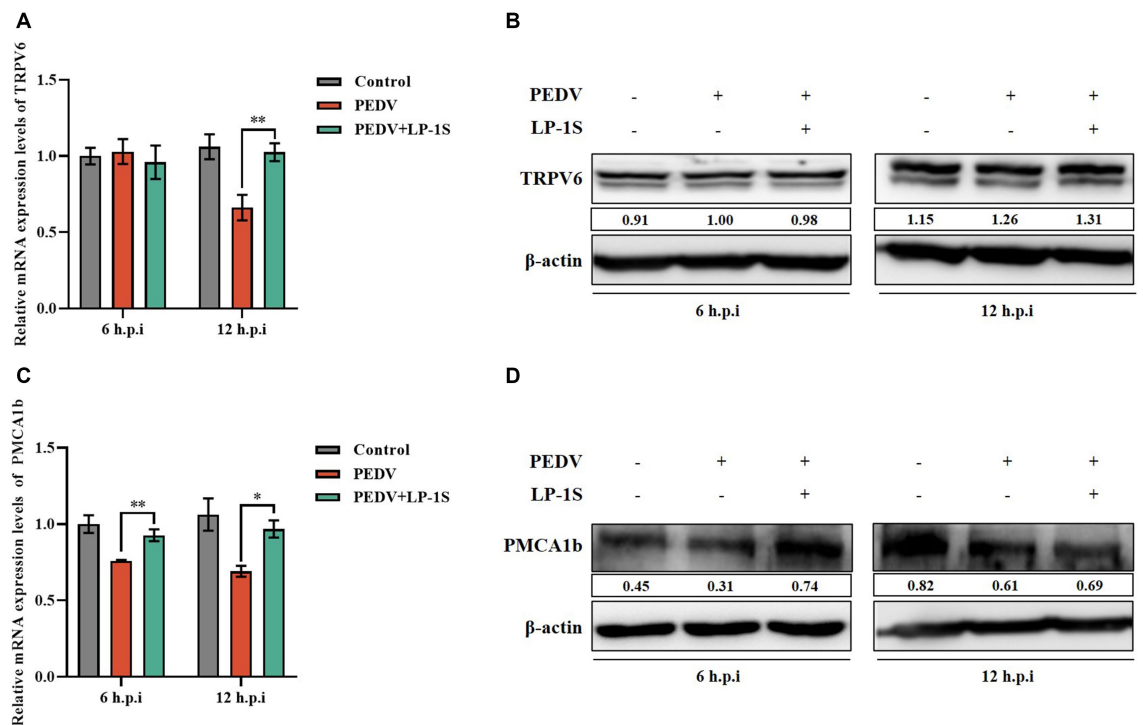 A
Relative mRNA expression levels of TRPV6
1.5
1.0
0.5
0.0
**
6 h.p.i 12 h.p.i
Control
PEDV
PEDV+LP-1S
B
PEDV - + + - + +
LP-1S - - + - - +
TRPV6
0.91 1.00 0.98 1.15 1.26 1.31
β-actin
6 h.p.i 12 h.p.i
C
Relative mRNA expression levels of PMCA1b
1.5
1.0
0.5
0.0
** *
6 h.p.i 12 h.p.i
Control
PEDV
PEDV+LP-1S
D
PEDV - + + - + +
LP-1S - - + - - +
PMCA1b
0.45 0.31 0.74 0.82 0.61 0.69
β-actin
6 h.p.i 12 h.p.i